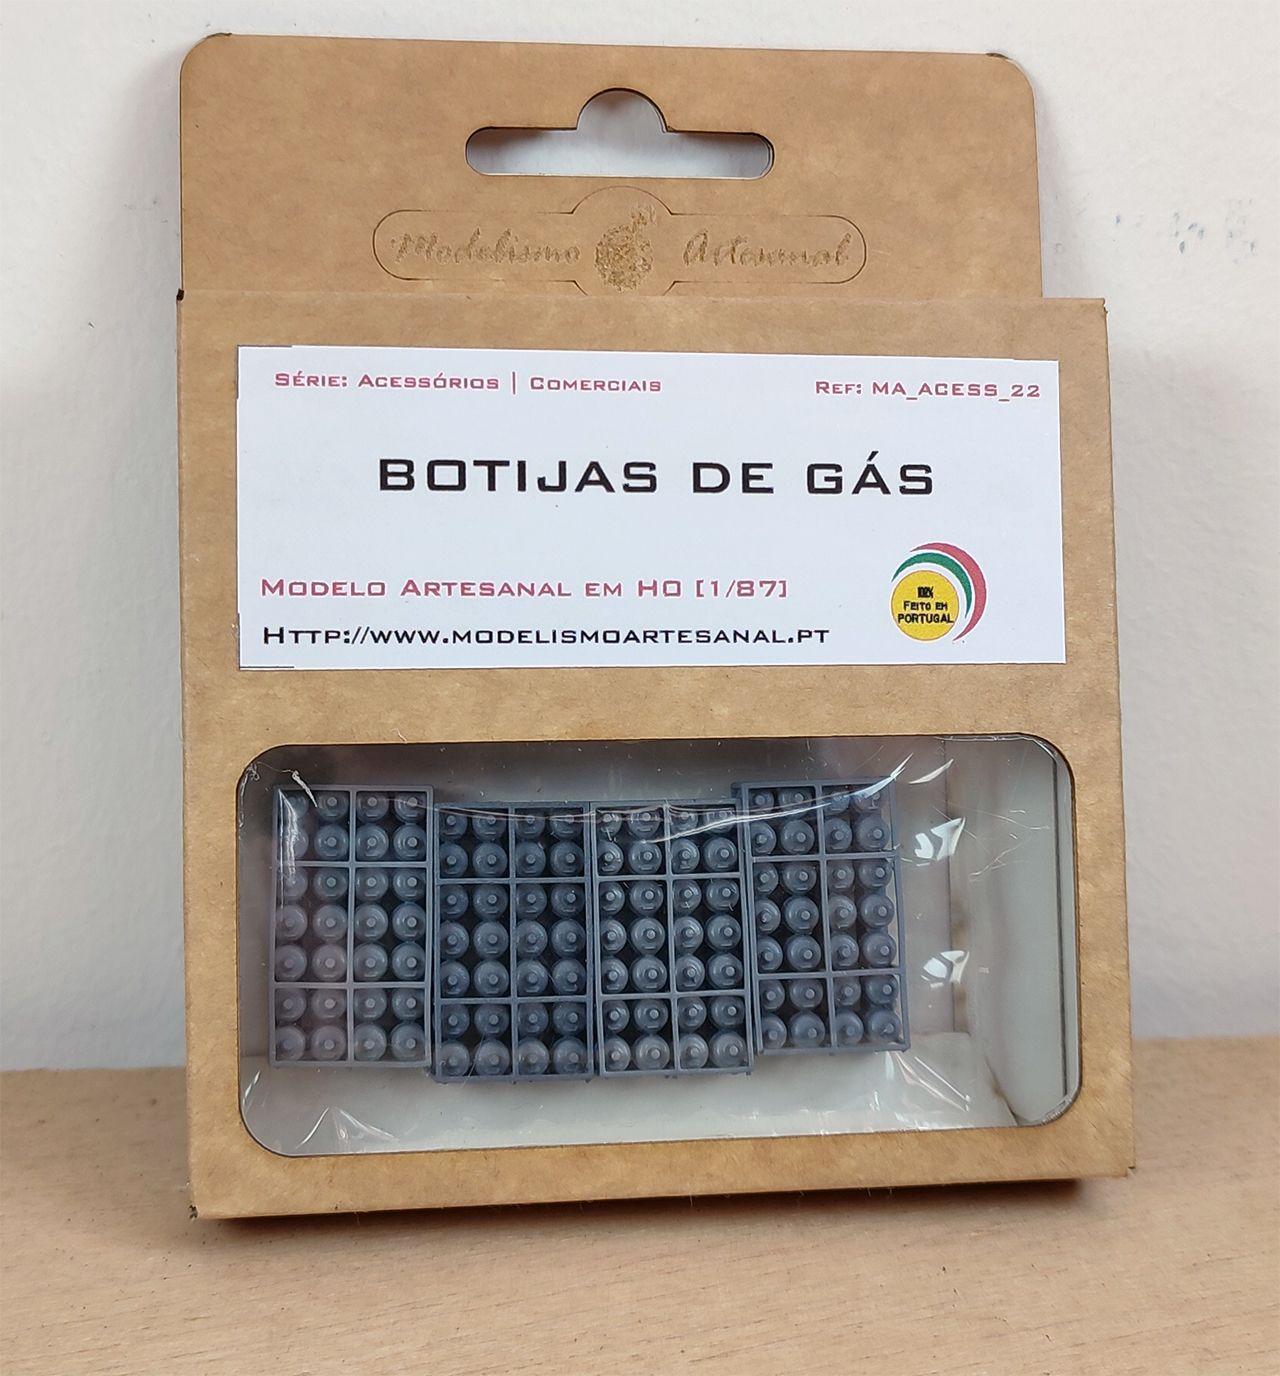 Modelismo Artesanal
Série: Acessórios | Comerciais
Ref: MA_ACESS_22
BOTIJAS DE GÁS
Modelo Artesanal em HO [1/87]
100%
Feito em
PORTUGAL
Http://www.modelismoartesanal.pt